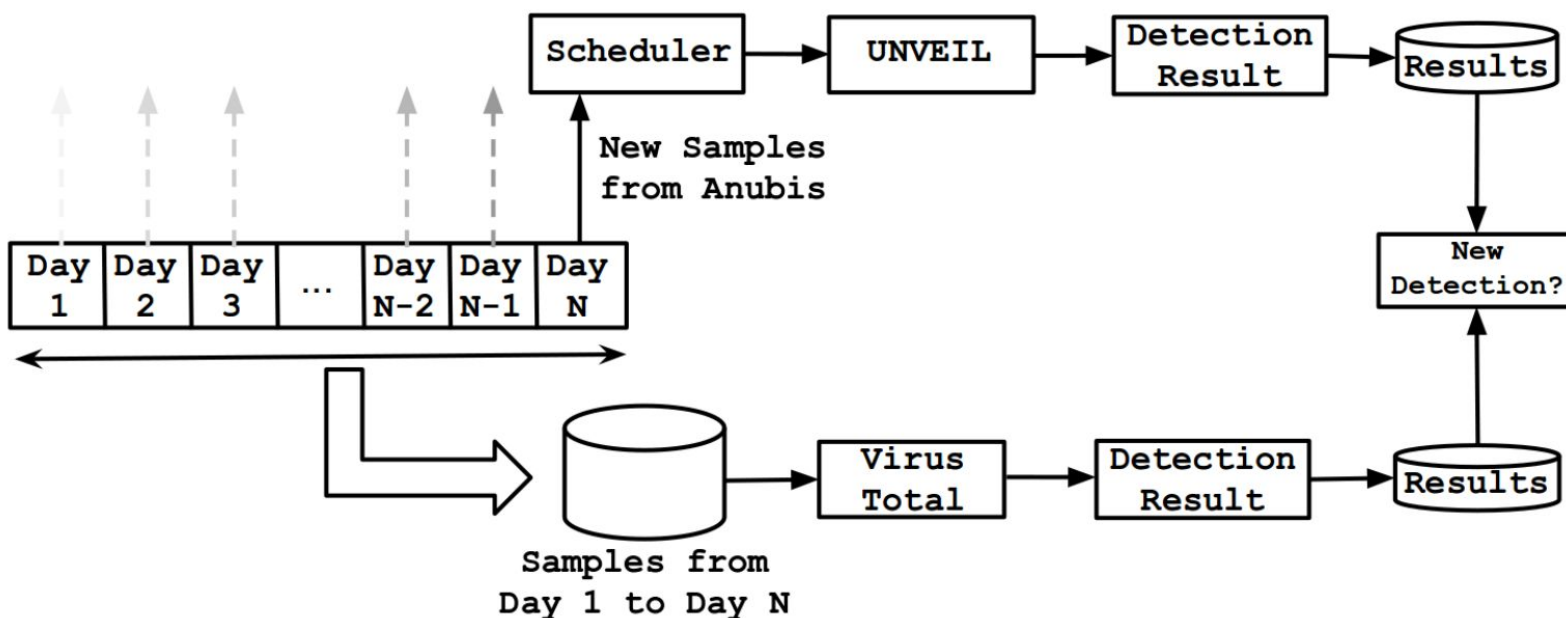 Scheduler
UNVEIL
Detection
Result
Results
New Samples
from Anubis
Day
1
Day
2
Day
3
...
Day
N-2
Day
N-1
Day
N
New
Detection?
Virus
Total
Detection
Result
Results
Samples from
Day 1 to Day N